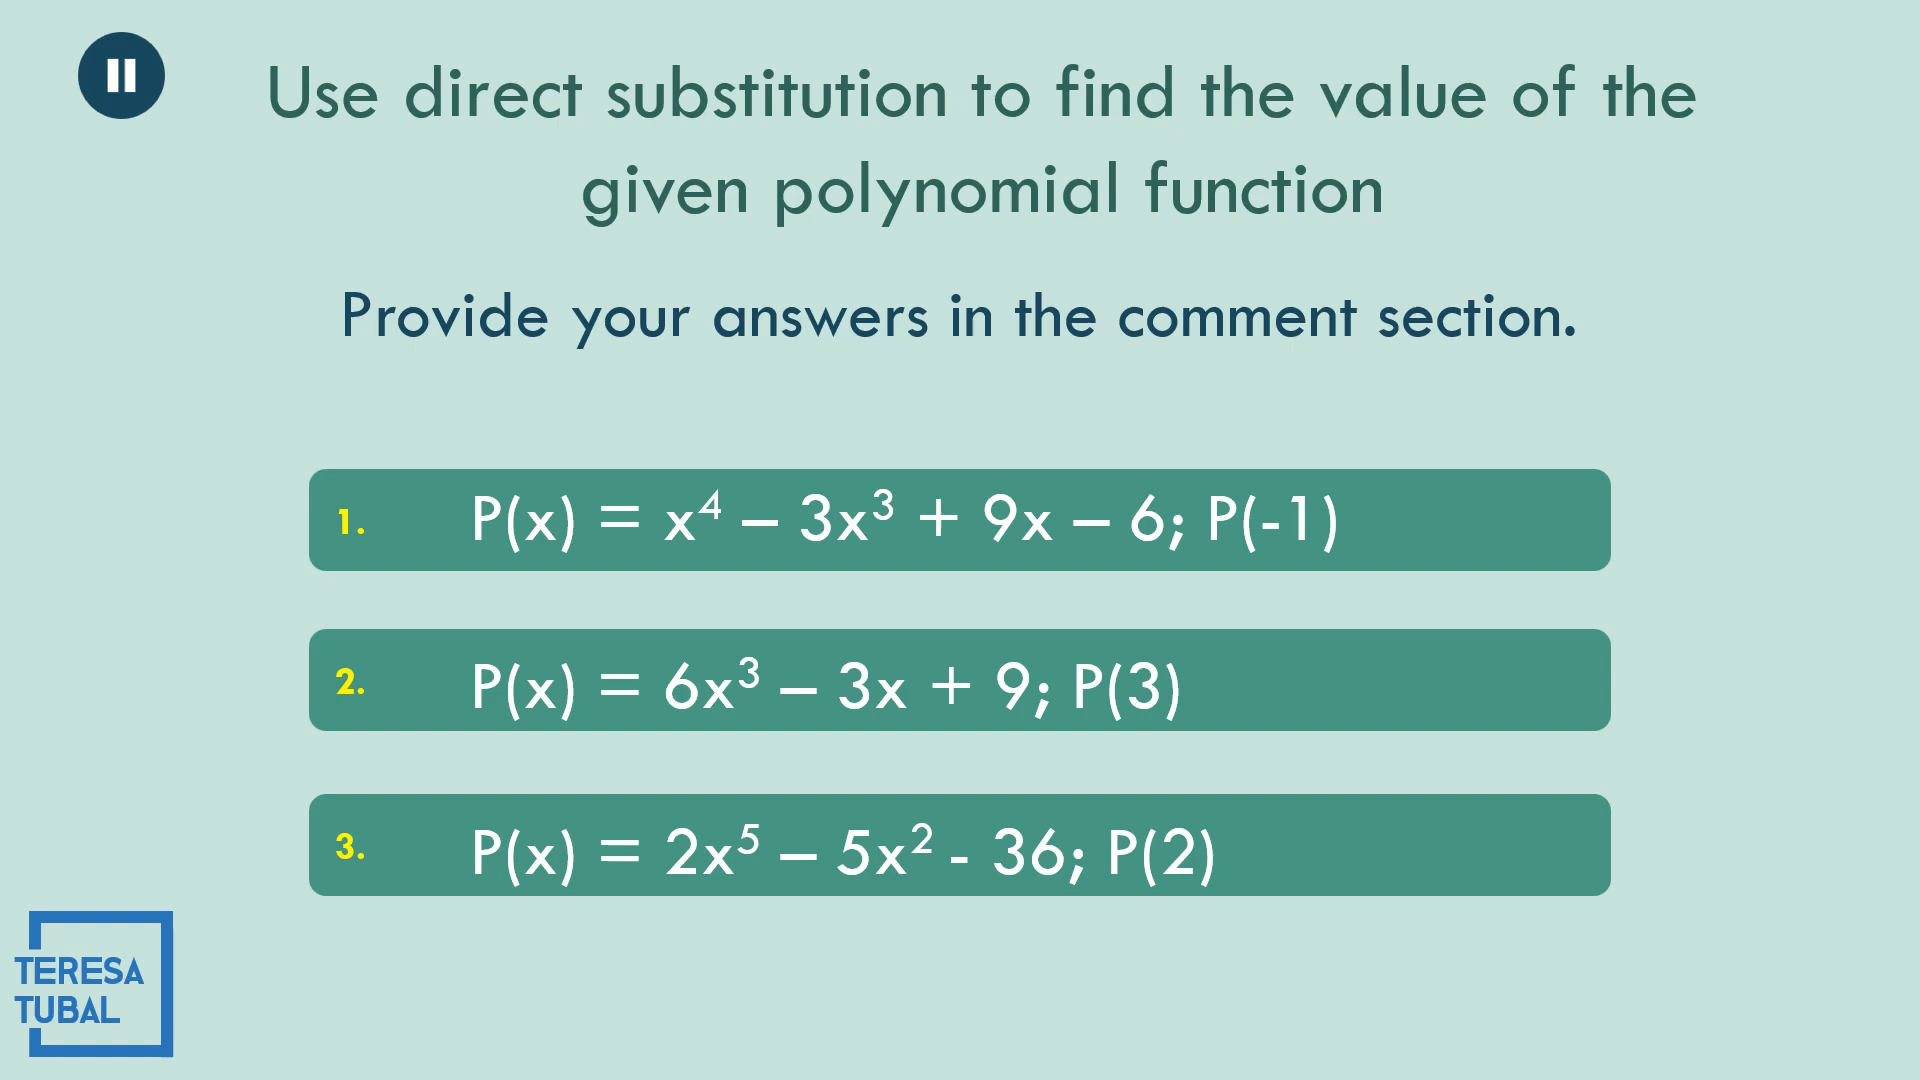 Use direct substitution to find the value of the
given polynomial function
Provide your answers in the comment section.
1. P(x) = x⁴ – 3x³ + 9x – 6; P(-1)
2. P(x) = 6x³ – 3x + 9; P(3)
3. P(x) = 2x⁵ – 5x² - 36; P(2)
TERESA
TUBAL